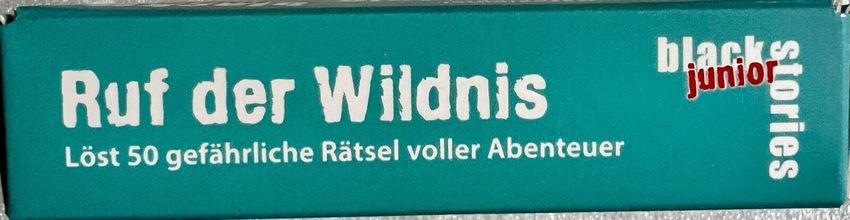 Ruf der Wildnis
Löst 50 gefährliche Rätsel voller Abenteuer
black
junior
stories